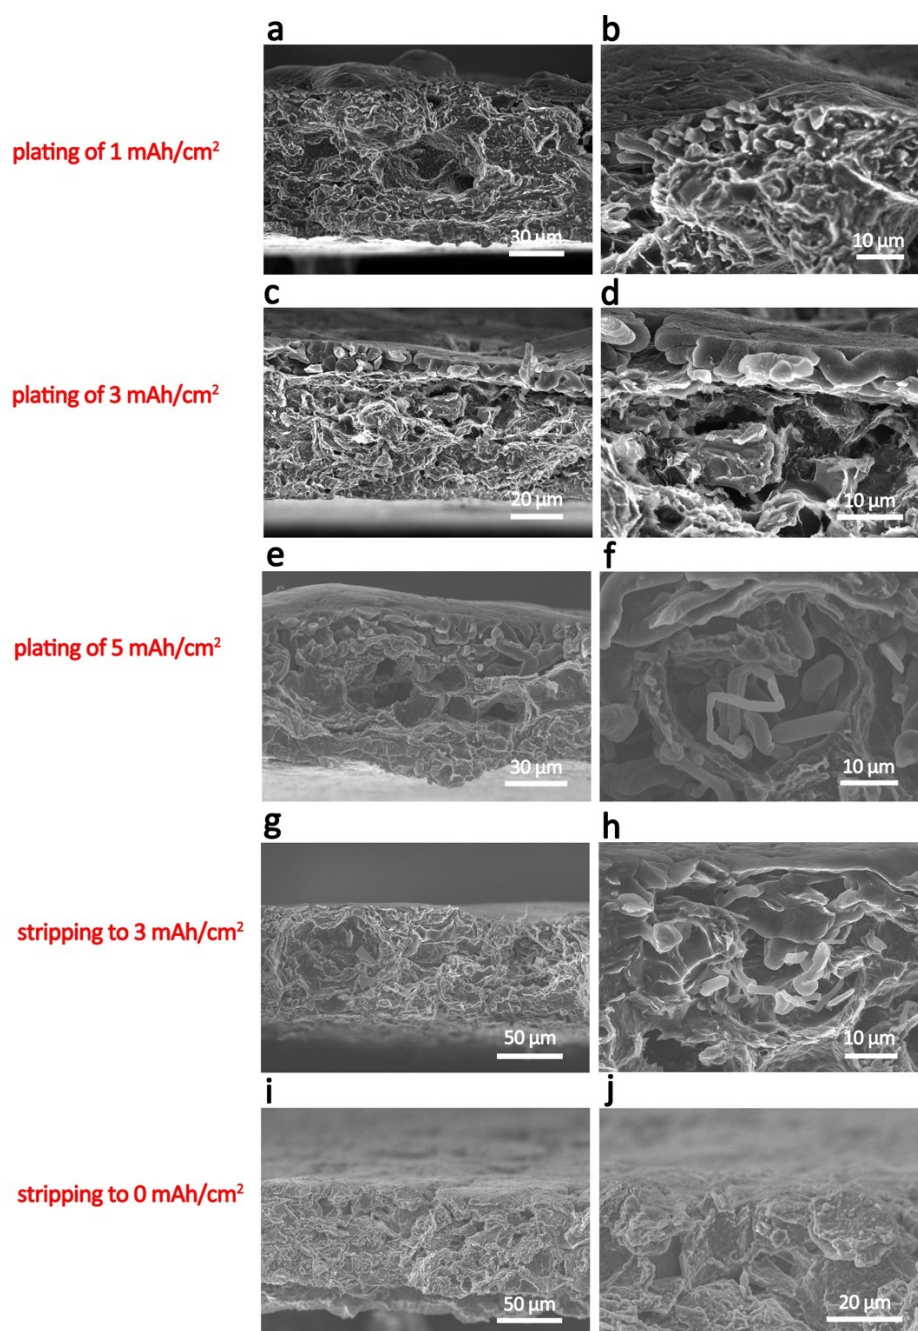 a
b
plating of 1 mAh/cm²
30 μm
10 μm
c
d
plating of 3 mAh/cm²
20 μm
10 μm
e
f
plating of 5 mAh/cm²
30 μm
10 μm
g
h
stripping to 3 mAh/cm²
50 μm
10 μm
i
j
stripping to 0 mAh/cm²
50 μm
20 μm